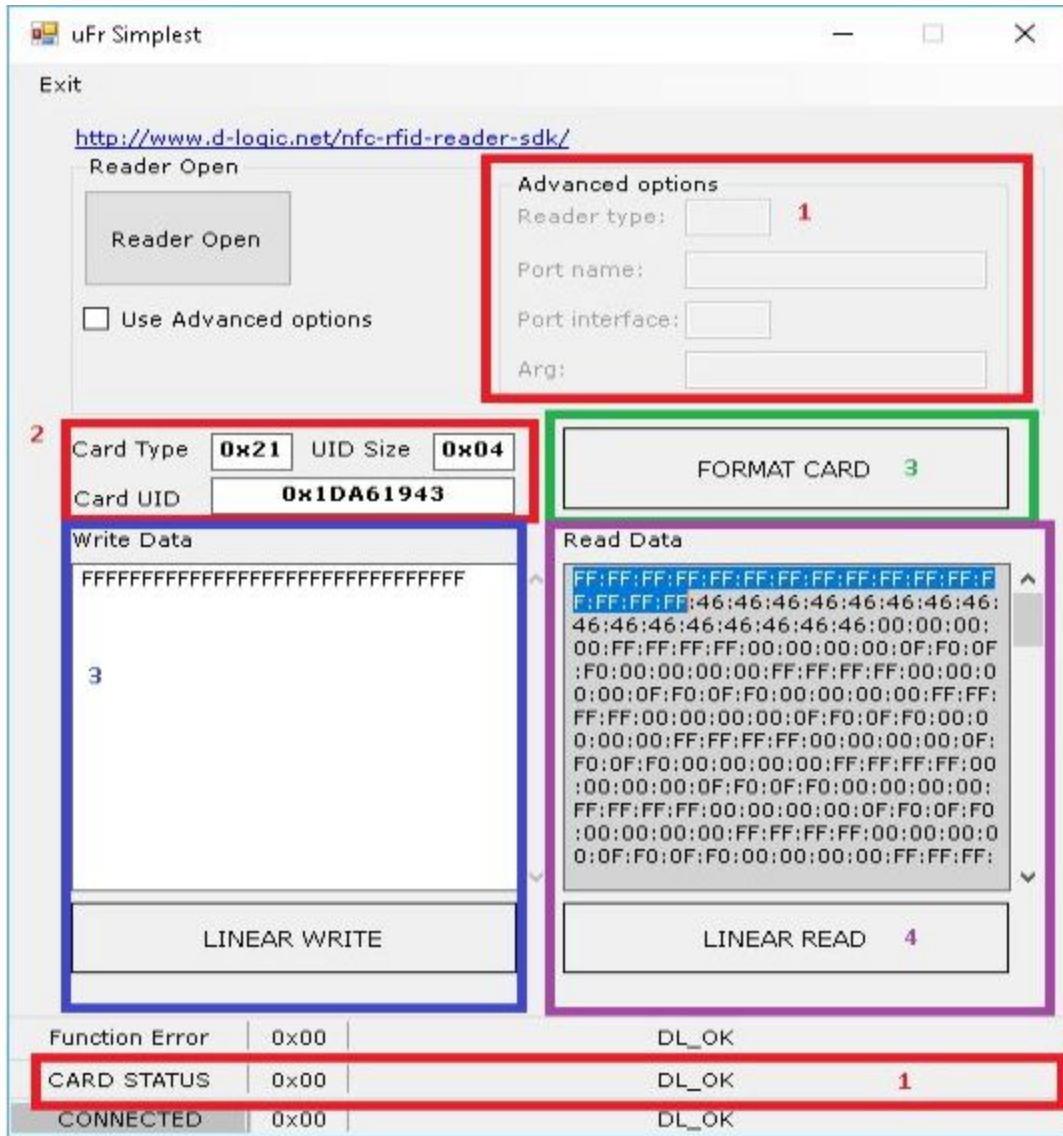 uFr Simplest
Exit
http://www.d-logic.net/nfc-rfid-reader-sdk/
Reader Open
Reader Open
Use Advanced options
Advanced options
Reader type: 1
Port name:
Port interface:
Arg:
2
Card Type 0x21 UID Size 0x04
Card UID 0x1DA61943
FORMAT CARD 3
Write Data
FFFFFFFFFFFFFFFFFFFFFFFFFFFFFFFF
3
LINEAR WRITE
Read Data
FF:FF:FF:FF:FF:FF:FF:FF:FF:FF:FF:FF:F
F:FF:FF:FF:46:46:46:46:46:46:46:46:
46:46:46:46:46:46:46:46:00:00:00:
00:FF:FF:FF:FF:00:00:00:00:0F:F0:0F
:F0:00:00:00:00:FF:FF:FF:FF:00:00:0
0:00:0F:F0:0F:F0:00:00:00:00:FF:FF:
FF:FF:00:00:00:00:0F:F0:0F:F0:00:0
0:00:00:FF:FF:FF:FF:00:00:00:00:0F:
F0:0F:F0:00:00:00:00:FF:FF:FF:FF:00
:00:00:00:0F:F0:0F:F0:00:00:00:00:
FF:FF:FF:FF:00:00:00:00:0F:F0:0F:F0
:00:00:00:00:FF:FF:FF:FF:00:00:00:0
0:0F:F0:0F:F0:00:00:00:00:FF:FF:FF:
LINEAR READ 4
Function Error 0x00 DL_OK
CARD STATUS 0x00 DL_OK 1
CONNECTED 0x00 DL_OK